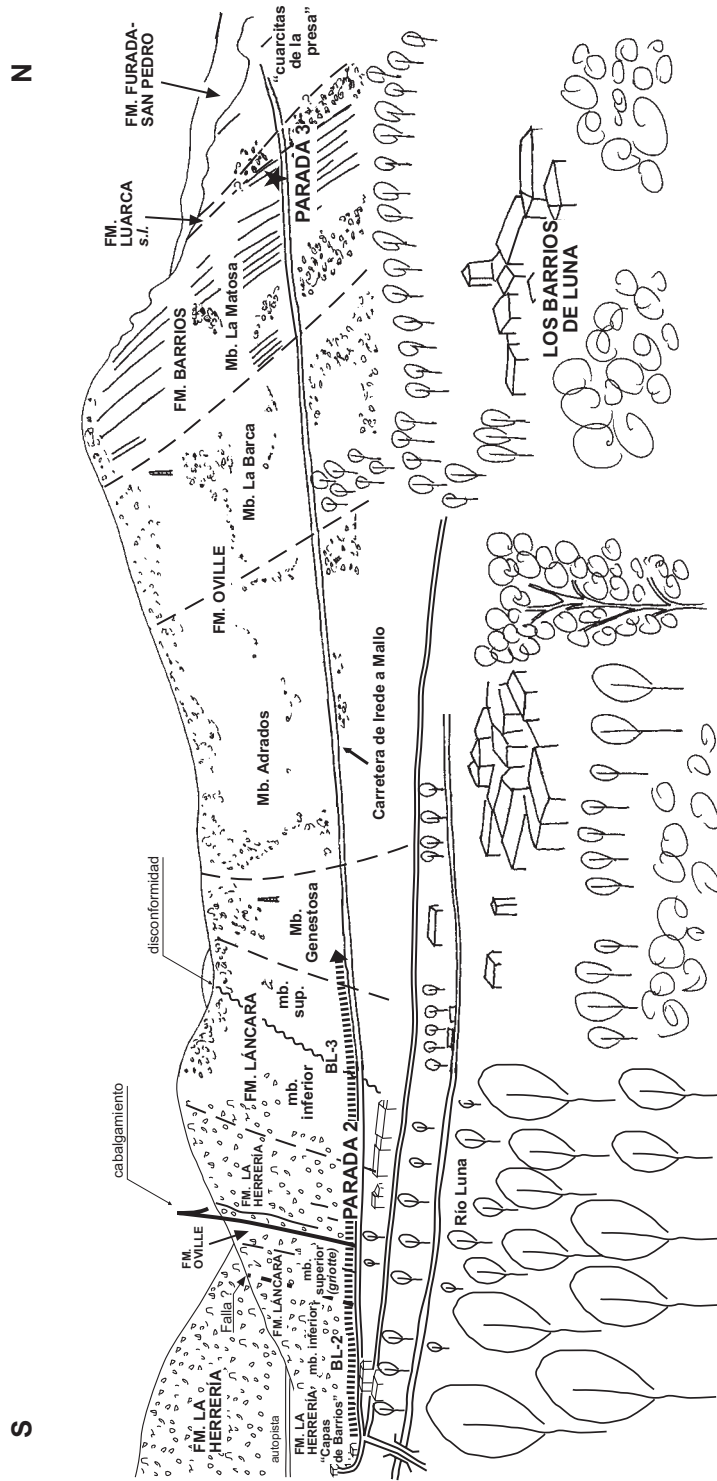 S
N
cabalgamiento
disconformidad
FM.
LUARCA
s.l.
FM. FURADA-
SAN PEDRO
"cuarcitas
de la
presa"
FM. LA
HERRERÍA
Falla ?
autopista
FM.
OVILLE
FM. LÁNCARA
FM. LA
HERRERÍA
"Capas
de Barrios"
mb. inferior
mb.
superior
(griotte)
BL-2
FM. LA
HERRERÍA
PARADA 2
FM. LÁNCARA
mb.
inferior
mb.
sup.
BL-3
Mb.
Genestosa
Mb. Adrados
FM. OVILLE
Mb. La Barca
FM. BARRIOS
Mb. La Matosa
PARADA 3
Carretera de Irede a Mallo
Río Luna
LOS BARRIOS
DE LUNA